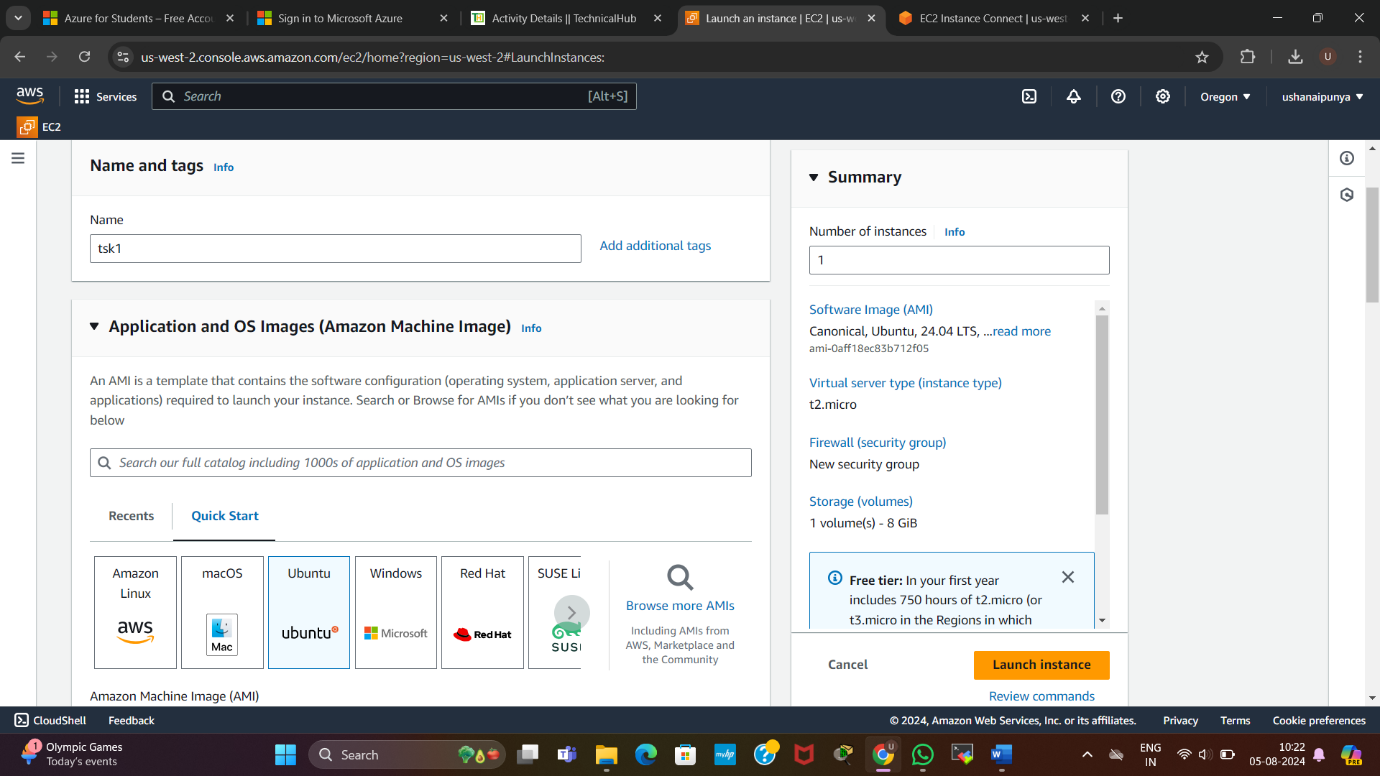 Azure for Students – Free Accou
Sign in to Microsoft Azure
Activity Details || TechnicalHub
Launch an instance | EC2 | us-w
EC2 Instance Connect | us-west
us-west-2.console.aws.amazon.com/ec2/home?region=us-west-2#LaunchInstances:
U
aws
Services
Search
[Alt+S]
Oregon
ushanaipunya
EC2
Name and tags Info
Name
tsk1
Add additional tags
Application and OS Images (Amazon Machine Image) Info
An AMI is a template that contains the software configuration (operating system, application server, and
applications) required to launch your instance. Search or Browse for AMIs if you don’t see what you are looking for
below
Search our full catalog including 1000s of application and OS images
Recents
Quick Start
Amazon
Linux
aws
macOS
Mac
Ubuntu
ubuntu
Windows
Microsoft
Red Hat
Red Hat
SUSE Li
SUS
Browse more AMIs
Including AMIs from
AWS, Marketplace and
the Community
Amazon Machine Image (AMI)
Summary
Number of instances Info
1
Software Image (AMI)
Canonical, Ubuntu, 24.04 LTS, ...read more
ami-0aff18ec83b712f05
Virtual server type (instance type)
t2.micro
Firewall (security group)
New security group
Storage (volumes)
1 volume(s) - 8 GiB
Free tier: In your first year
includes 750 hours of t2.micro (or
t3.micro in the Regions in which
Cancel
Launch instance
Review commands
CloudShell
Feedback
© 2024, Amazon Web Services, Inc. or its affiliates.
Privacy
Terms
Cookie preferences
1
Olympic Games
Today's events
Search
myhp
U
ENG
IN
10:22
05-08-2024
PRE